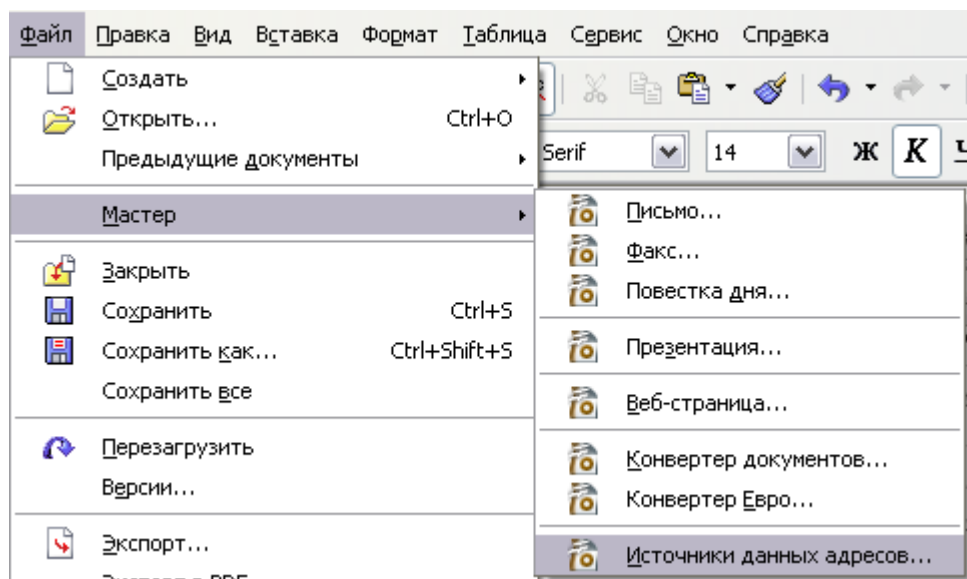 Файл Правка Вид Вставка Формат Таблица Сервис Окно Справка
Создать
Открыть... Ctrl+O
Предыдущие документы
Serif 14 Ж К
Мастер
Письмо...
Факс...
Повестка дня...
Закрыть
Сохранить Ctrl+S
Сохранить как... Ctrl+Shift+S
Сохранить все
Презентация...
Веб-страница...
Перезагрузить
Версии...
Конвертер документов...
Конвертер Евро...
Экспорт...
Источники данных адресов...